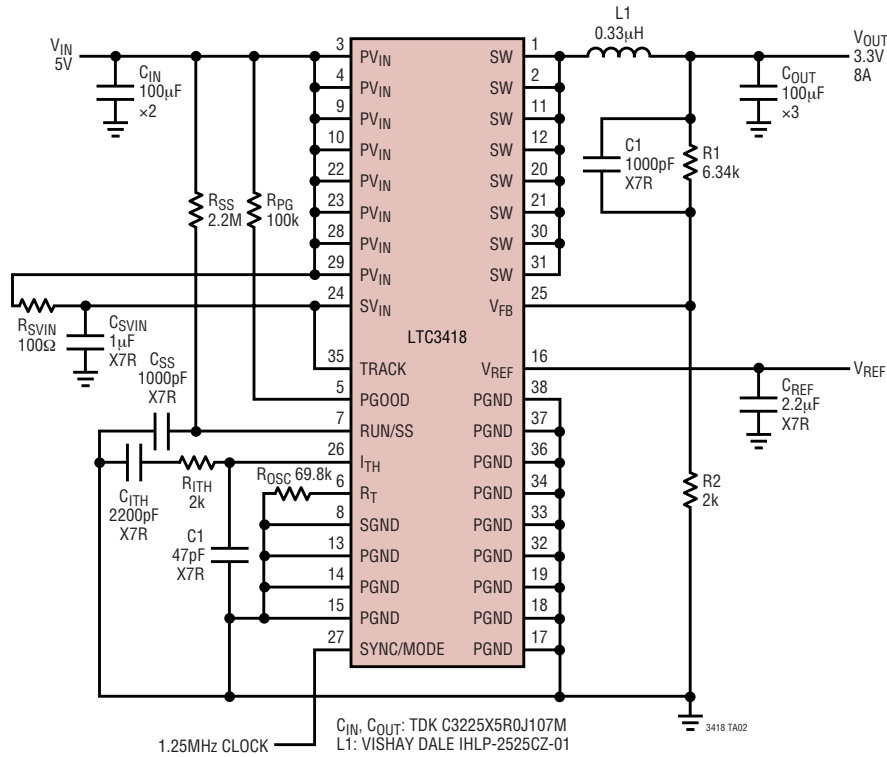 L1
0.33μH
VIN
5V
CIN
100μF
×2
VOUT
3.3V
8A
COUT
100μF
×3
C1
1000pF
X7R
R1
6.34k
RSS
2.2M
RPG
100k
RSVIN
100Ω
CSVIN
1μF
X7R
CSS
1000pF
X7R
CITH
2200pF
X7R
RITH
2k
ROSC 69.8k
C1
47pF
X7R
LTC3418
3 PVIN
4 PVIN
9 PVIN
10 PVIN
22 PVIN
23 PVIN
28 PVIN
29 PVIN
24 SVIN
35 TRACK
5 PGOOD
7 RUN/SS
26 ITH
6 RT
8 SGND
13 PGND
14 PGND
15 PGND
27 SYNC/MODE
SW 1
SW 2
SW 11
SW 12
SW 20
SW 21
SW 30
SW 31
VFB 25
VREF 16
PGND 38
PGND 37
PGND 36
PGND 34
PGND 33
PGND 32
PGND 19
PGND 18
PGND 17
VREF
CREF
2.2μF
X7R
R2
2k
3418 TA02
1.25MHz CLOCK
CIN, COUT: TDK C3225X5R0J107M
L1: VISHAY DALE IHLP-2525CZ-01